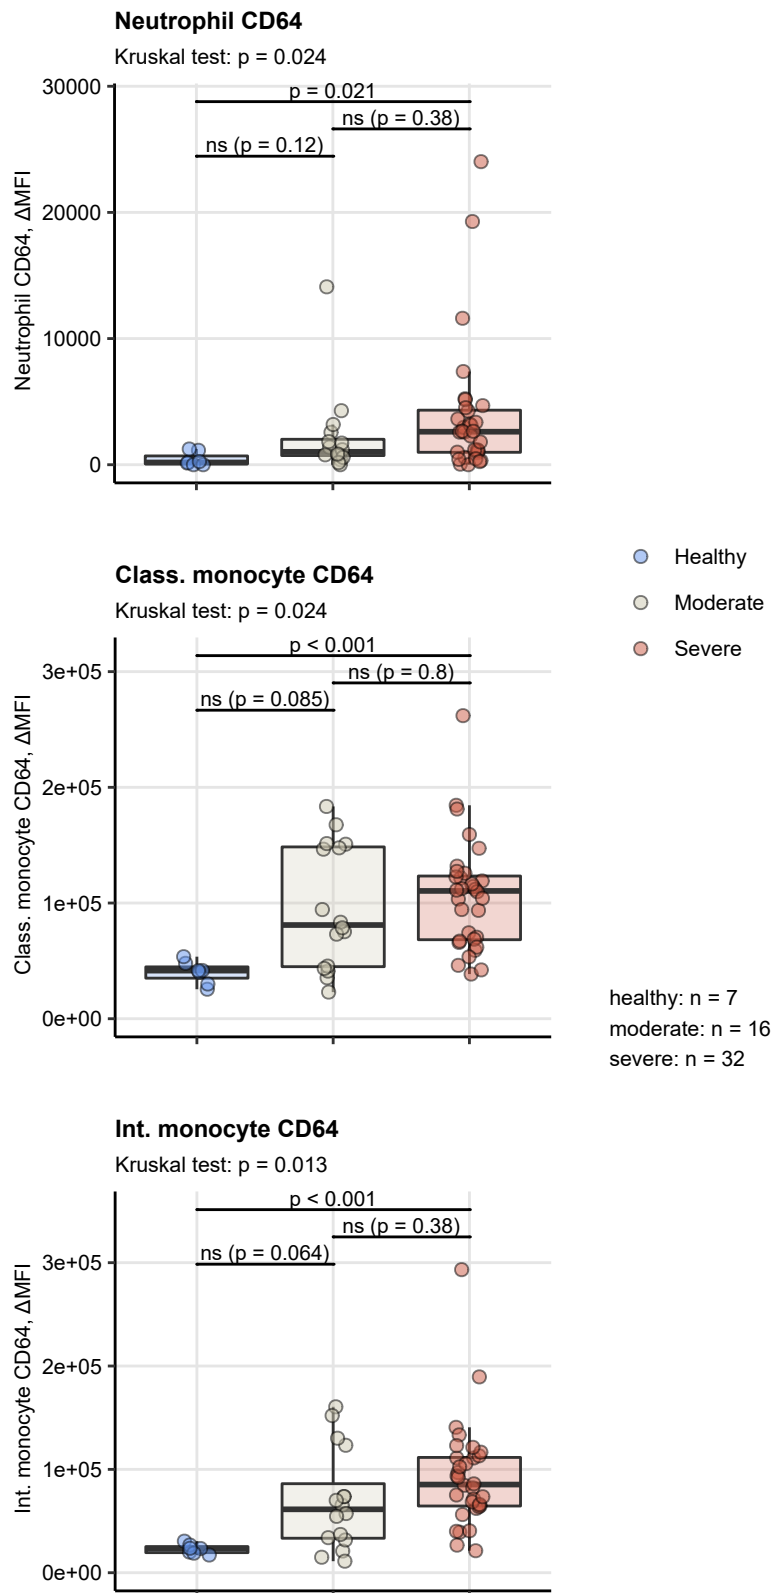 Neutrophil CD64
Kruskal test: p = 0.024
30000
p = 0.021
ns (p = 0.38)
ns (p = 0.12)
20000
10000
0
Neutrophil CD64, ΔMFI
Healthy
Moderate
Severe
Class. monocyte CD64
Kruskal test: p = 0.024
p < 0.001
3e+05
ns (p = 0.8)
ns (p = 0.085)
2e+05
1e+05
0e+00
Class. monocyte CD64, ΔMFI
healthy: n = 7
moderate: n = 16
severe: n = 32
Int. monocyte CD64
Kruskal test: p = 0.013
p < 0.001
ns (p = 0.38)
ns (p = 0.064)
3e+05
2e+05
1e+05
0e+00
Int. monocyte CD64, ΔMFI